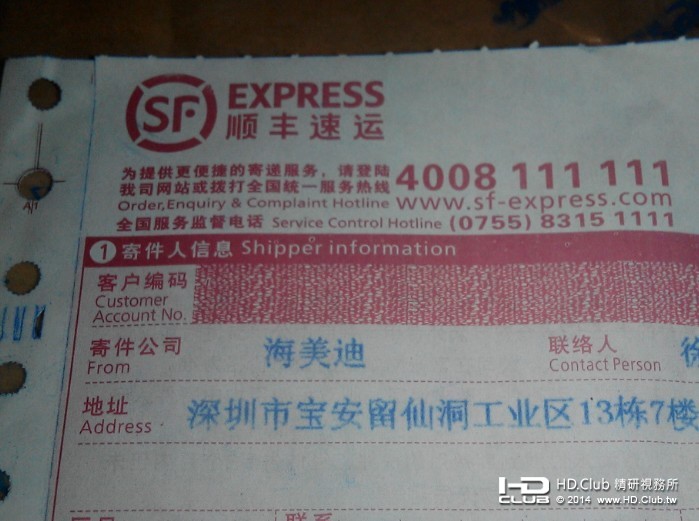 SF EXPRESS
顺丰速运
为提供更便捷的寄递服务，请登陆
我司网站或拨打全国统一服务热线 4008 111 111
Order,Enquiry & Complaint Hotline www.sf-express.com
全国服务监督电话 Service Control Hotline (0755) 8315 1111
1 寄件人信息 Shipper information
客户编码
Customer
Account No.
寄件公司 海美迪 联络人 徐
From Contact Person
地址 深圳市宝安留仙洞工业区13栋7楼
Address
HD CLUB HD.Club 精研視務所
© 2014 www.hd.club.tw